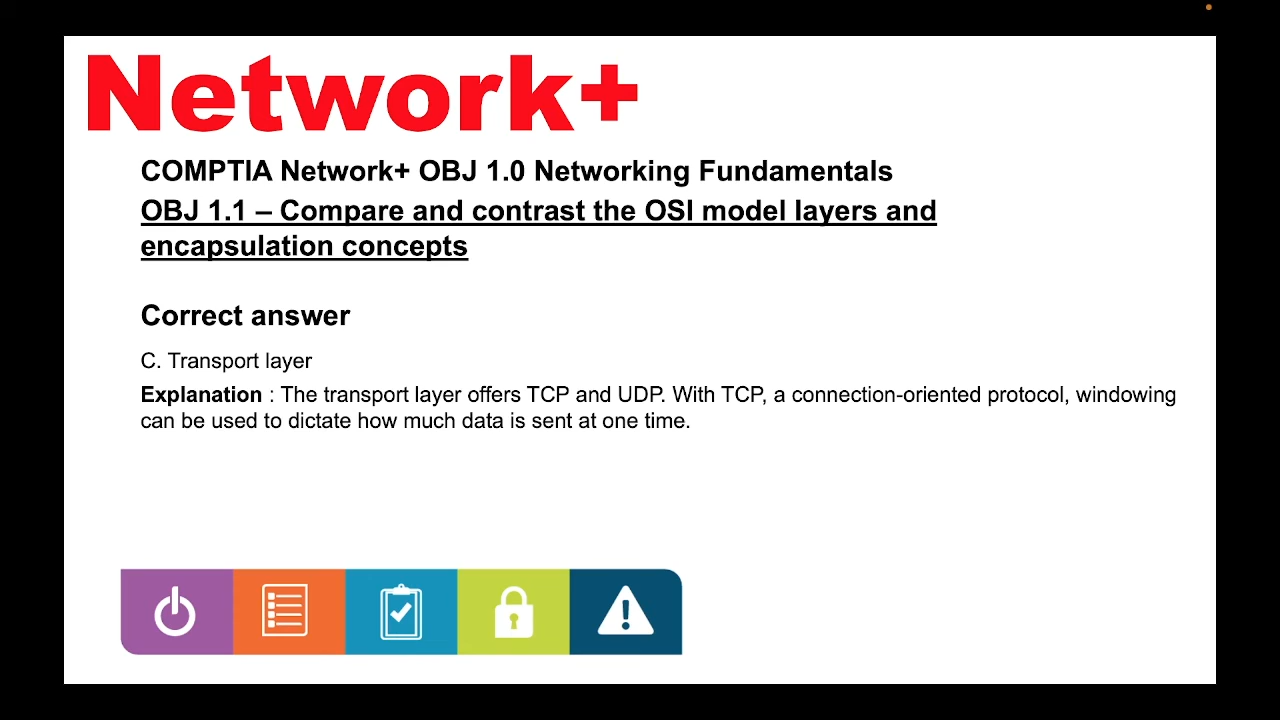 Network+
COMPTIA Network+ OBJ 1.0 Networking Fundamentals
OBJ 1.1 – Compare and contrast the OSI model layers and
encapsulation concepts
Correct answer
C. Transport layer
Explanation : The transport layer offers TCP and UDP. With TCP, a connection-oriented protocol, windowing
can be used to dictate how much data is sent at one time.